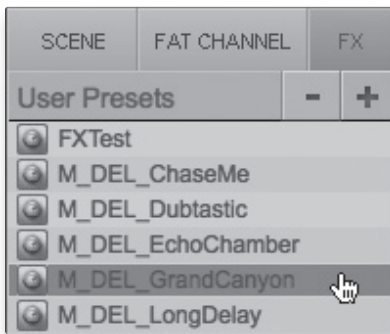 SCENE FAT CHANNEL FX
User Presets - +
FXTest
M_DEL_ChaseMe
M_DEL_Dubtastic
M_DEL_EchoChamber
M_DEL_GrandCanyon
M_DEL_LongDelay